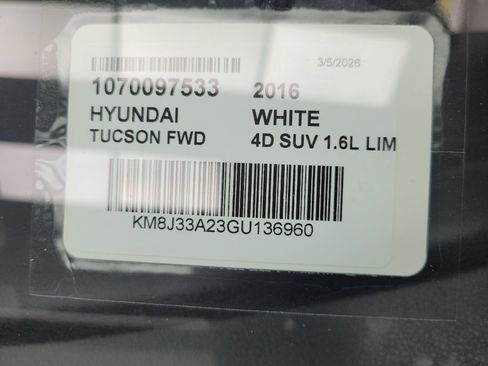 3/5/2026
1070097533 2016
HYUNDAI WHITE
TUCSON FWD 4D SUV 1.6L LIM
KM8J33A23GU136960